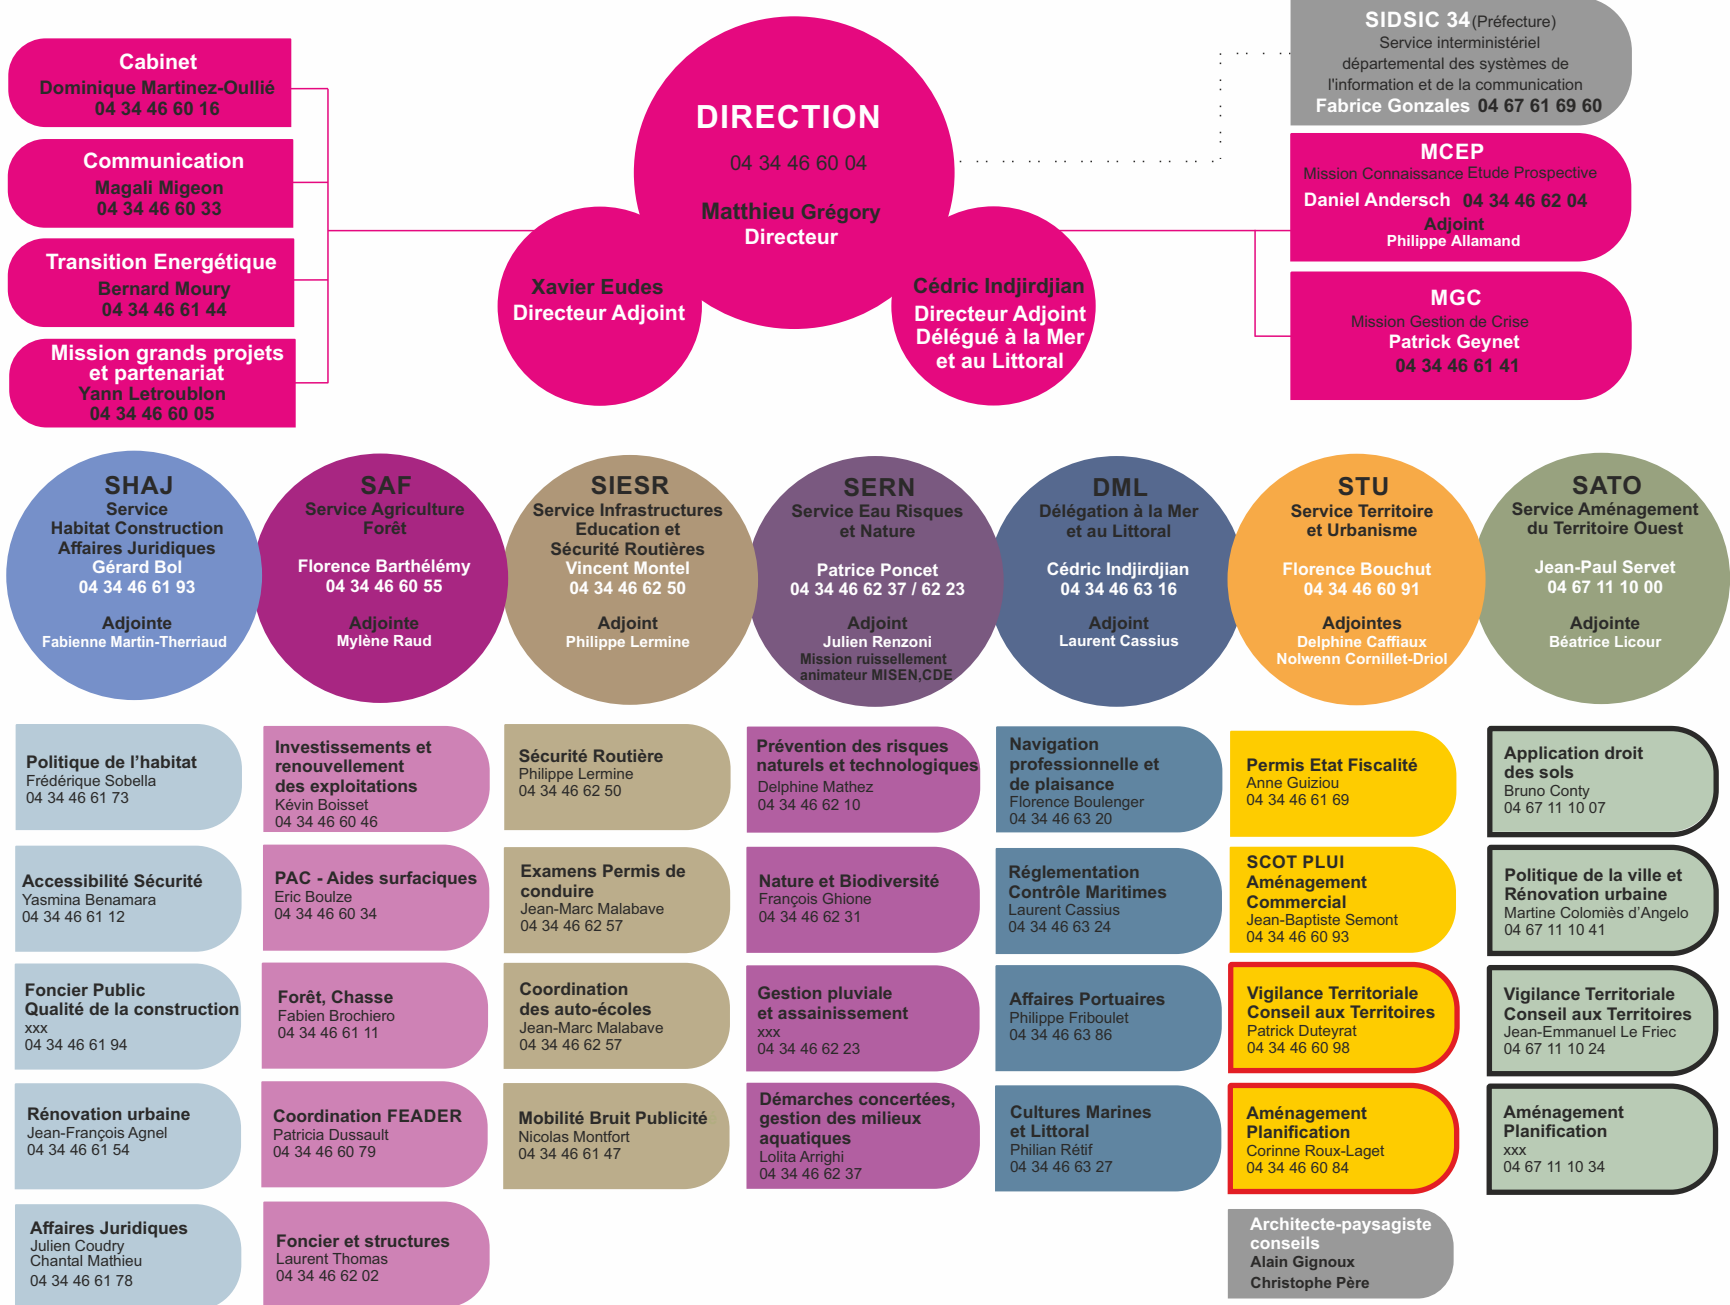 Cabinet
Dominique Martinez-Oullié
04 34 46 60 16
Communication
Magali Migeon
04 34 46 60 33
Transition Energétique
Bernard Moury
04 34 46 61 44
Mission grands projets
et partenariat
Yann Letroublon
04 34 46 60 05
DIRECTION
04 34 46 60 04
Matthieu Grégory
Directeur
Xavier Eudes
Directeur Adjoint
Cédric Indjirdjian
Directeur Adjoint
Délégué à la Mer
et au Littoral
SIDSIC 34 (Préfecture)
Service interministériel
départemental des systèmes de
l'information et de la communication
Fabrice Gonzales 04 67 61 69 60
MCEP
Mission Connaissance Etude Prospective
Daniel Andersch 04 34 46 62 04
Adjoint
Philippe Allamand
MGC
Mission Gestion de Crise
Patrick Geynet
04 34 46 61 41
SHAJ
Service
Habitat Construction
Affaires Juridiques
Gérard Bol
04 34 46 61 93
Adjointe
Fabienne Martin-Therriaud
SAF
Service Agriculture
Forêt
Florence Barthélémy
04 34 46 60 55
Adjointe
Mylène Raud
SIESR
Service Infrastructures
Education et
Sécurité Routières
Vincent Montel
04 34 46 62 50
Adjoint
Philippe Lermine
SERN
Service Eau Risques
et Nature
Patrice Poncet
04 34 46 62 37 / 62 23
Adjoint
Julien Renzoni
Mission ruissellement
animateur MISEN,CDE
DML
Délégation à la Mer
et au Littoral
Cédric Indjirdjian
04 34 46 63 16
Adjoint
Laurent Cassius
STU
Service Territoire
et Urbanisme
Florence Bouchut
04 34 46 60 91
Adjointes
Delphine Caffiaux
Nolwenn Cornillet-Driol
SATO
Service Aménagement
du Territoire Ouest
Jean-Paul Servet
04 67 11 10 00
Adjointe
Béatrice Licour
Politique de l'habitat
Frédérique Sobella
04 34 46 61 73
Accessibilité Sécurité
Yasmina Benamara
04 34 46 61 12
Foncier Public
Qualité de la construction
xxx
04 34 46 61 94
Rénovation urbaine
Jean-François Agnel
04 34 46 61 54
Affaires Juridiques
Julien Coudry
Chantal Mathieu
04 34 46 61 78
Investissements et
renouvellement
des exploitations
Kévin Boisset
04 34 46 60 46
PAC - Aides surfaciques
Eric Boulze
04 34 46 60 34
Forêt, Chasse
Fabien Brochiero
04 34 46 61 11
Coordination FEADER
Patricia Dussault
04 34 46 60 79
Foncier et structures
Laurent Thomas
04 34 46 62 02
Sécurité Routière
Philippe Lermine
04 34 46 62 50
Examens Permis de
conduire
Jean-Marc Malabave
04 34 46 62 57
Coordination
des auto-écoles
Jean-Marc Malabave
04 34 46 62 57
Mobilité Bruit Publicité
Nicolas Montfort
04 34 46 61 47
Prévention des risques
naturels et technologiques
Delphine Mathez
04 34 46 62 10
Nature et Biodiversité
François Ghione
04 34 46 62 31
Gestion pluviale
et assainissement
xxx
04 34 46 62 23
Démarches concertées,
gestion des milieux
aquatiques
Lolita Arrighi
04 34 46 62 37
Navigation
professionnelle et
de plaisance
Florence Boulenger
04 34 46 63 20
Réglementation
Contrôle Maritimes
Laurent Cassius
04 34 46 63 24
Affaires Portuaires
Philippe Friboulet
04 34 46 63 86
Cultures Marines
et Littoral
Philian Rétif
04 34 46 63 27
Permis Etat Fiscalité
Anne Guiziou
04 34 46 61 69
SCOT PLUI
Aménagement
Commercial
Jean-Baptiste Semont
04 34 46 60 93
Vigilance Territoriale
Conseil aux Territoires
Patrick Duteyrat
04 34 46 60 98
Aménagement
Planification
Corinne Roux-Laget
04 34 46 60 84
Architecte-paysagiste
conseils
Alain Gignoux
Christophe Père
Application droit
des sols
Bruno Conty
04 67 11 10 07
Politique de la ville et
Rénovation urbaine
Martine Colomiès d'Angelo
04 67 11 10 41
Vigilance Territoriale
Conseil aux Territoires
Jean-Emmanuel Le Friec
04 67 11 10 24
Aménagement
Planification
xxx
04 67 11 10 34